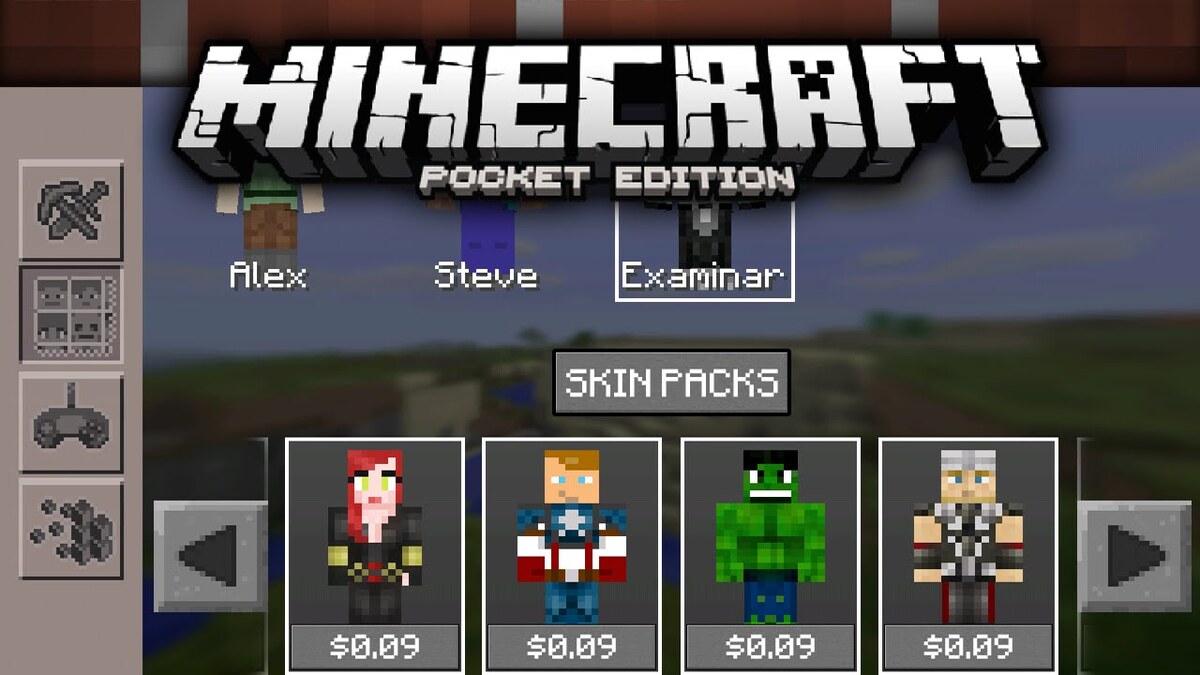 MINECRAFT
POCKET EDITION
Alex
Steve
Examinar
SKIN PACKS
$0.09
$0.09
$0.09
$0.09